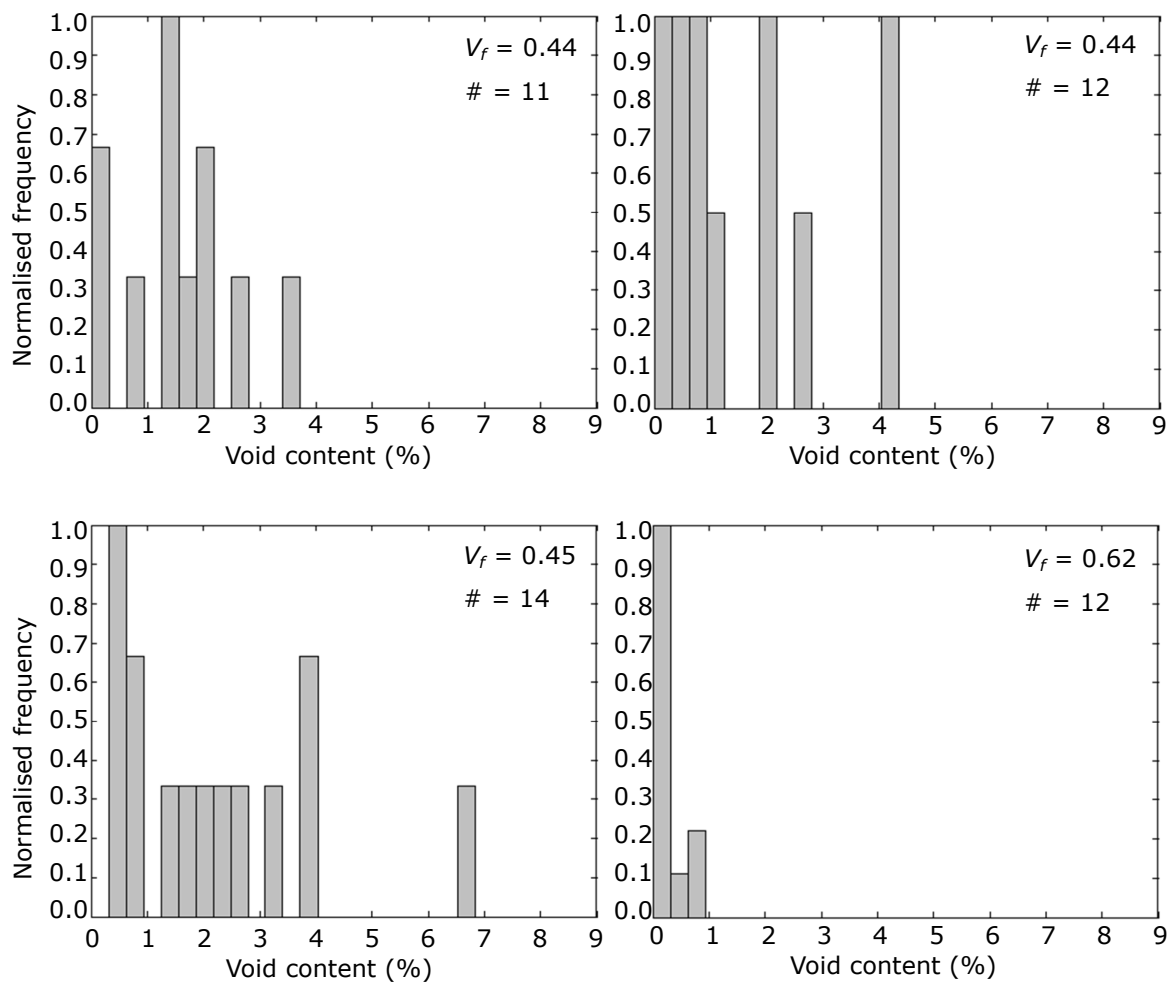 1.0
0.9
0.8
0.7
0.6
0.5
0.4
0.3
0.2
0.1
0.0
Normalised frequency
V_f = 0.44
# = 11
0 1 2 3 4 5 6 7 8 9
Void content (%)
1.0
0.9
0.8
0.7
0.6
0.5
0.4
0.3
0.2
0.1
0.0
V_f = 0.44
# = 12
0 1 2 3 4 5 6 7 8 9
Void content (%)
1.0
0.9
0.8
0.7
0.6
0.5
0.4
0.3
0.2
0.1
0.0
Normalised frequency
V_f = 0.45
# = 14
0 1 2 3 4 5 6 7 8 9
Void content (%)
1.0
0.9
0.8
0.7
0.6
0.5
0.4
0.3
0.2
0.1
0.0
V_f = 0.62
# = 12
0 1 2 3 4 5 6 7 8 9
Void content (%)